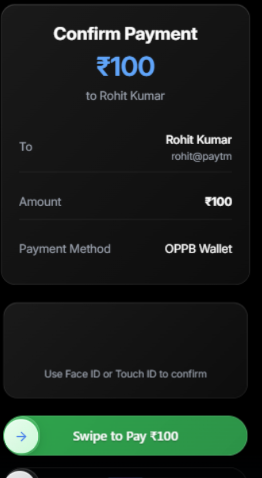 Confirm Payment
₹100
to Rohit Kumar
To
Rohit Kumar
rohit@paytm
Amount
₹100
Payment Method
OPPB Wallet
Use Face ID or Touch ID to confirm
Swipe to Pay ₹100